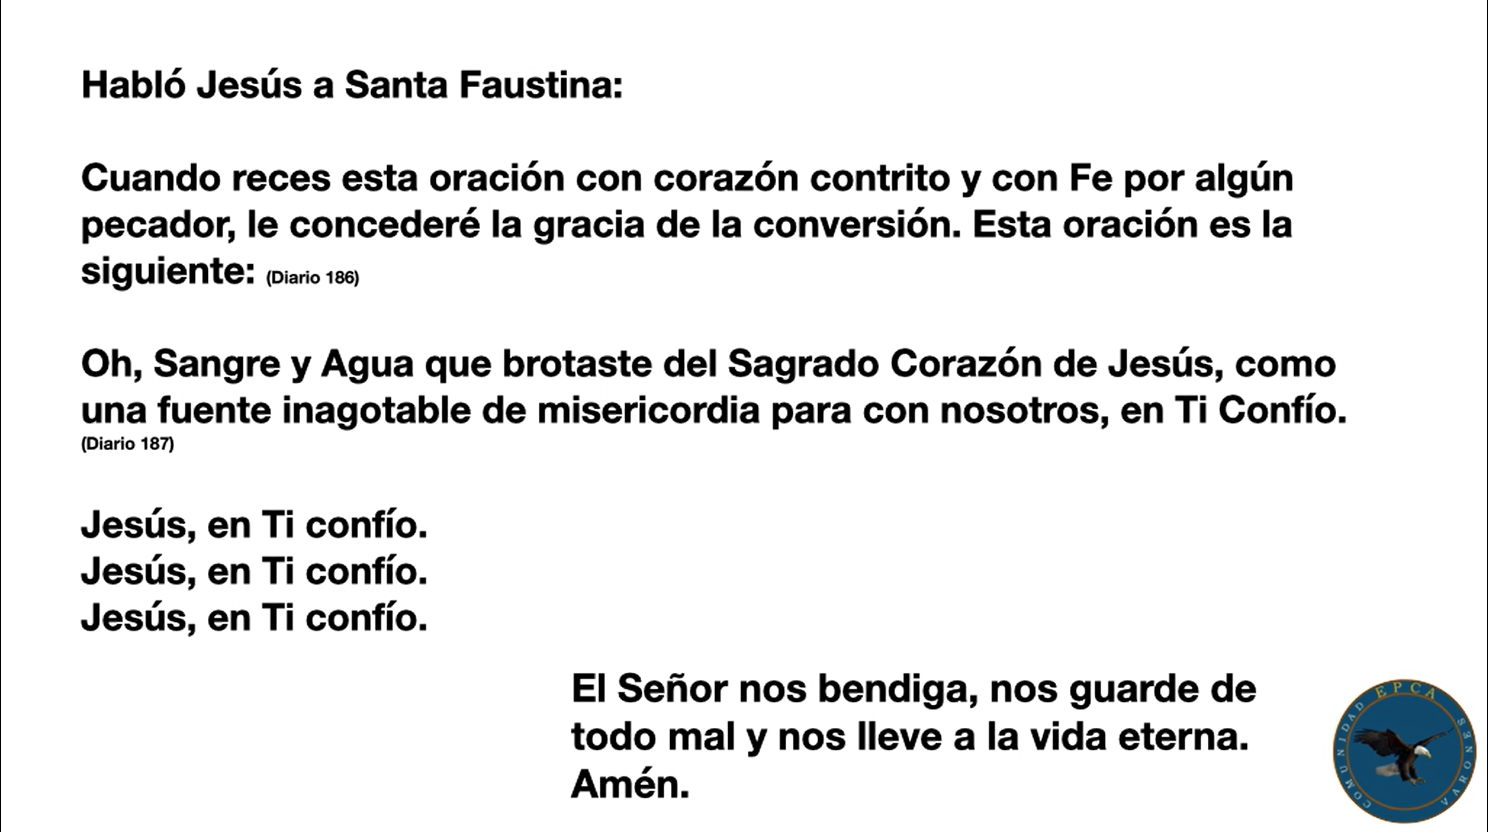 Habló Jesús a Santa Faustina:
Cuando reces esta oración con corazón contrito y con Fe por algún
pecador, le concederé la gracia de la conversión. Esta oración es la
siguiente: (Diario 186)
Oh, Sangre y Agua que brotaste del Sagrado Corazón de Jesús, como
una fuente inagotable de misericordia para con nosotros, en Ti Confío.
(Diario 187)
Jesús, en Ti confío.
Jesús, en Ti confío.
Jesús, en Ti confío.
El Señor nos bendiga, nos guarde de
todo mal y nos lleve a la vida eterna.
Amén.
COMUNIDAD EPCA VARONES